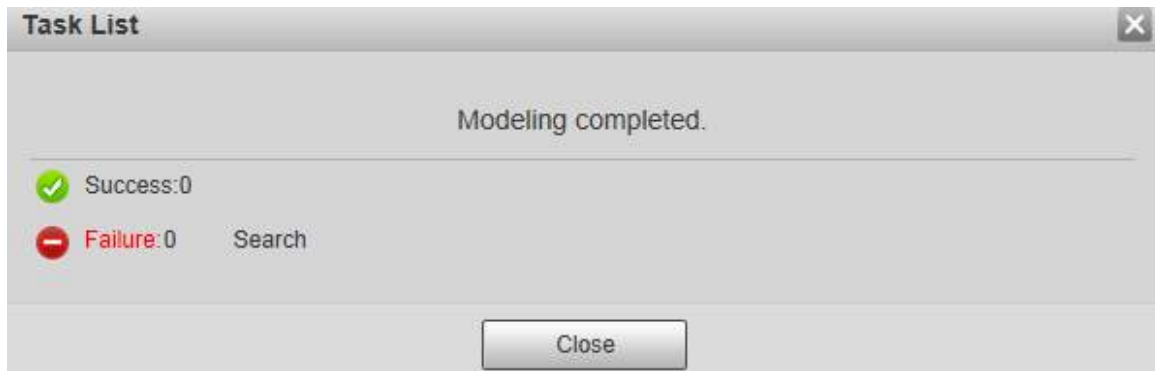 Task List
Modeling completed.
Success:0
Failure:0 Search
Close